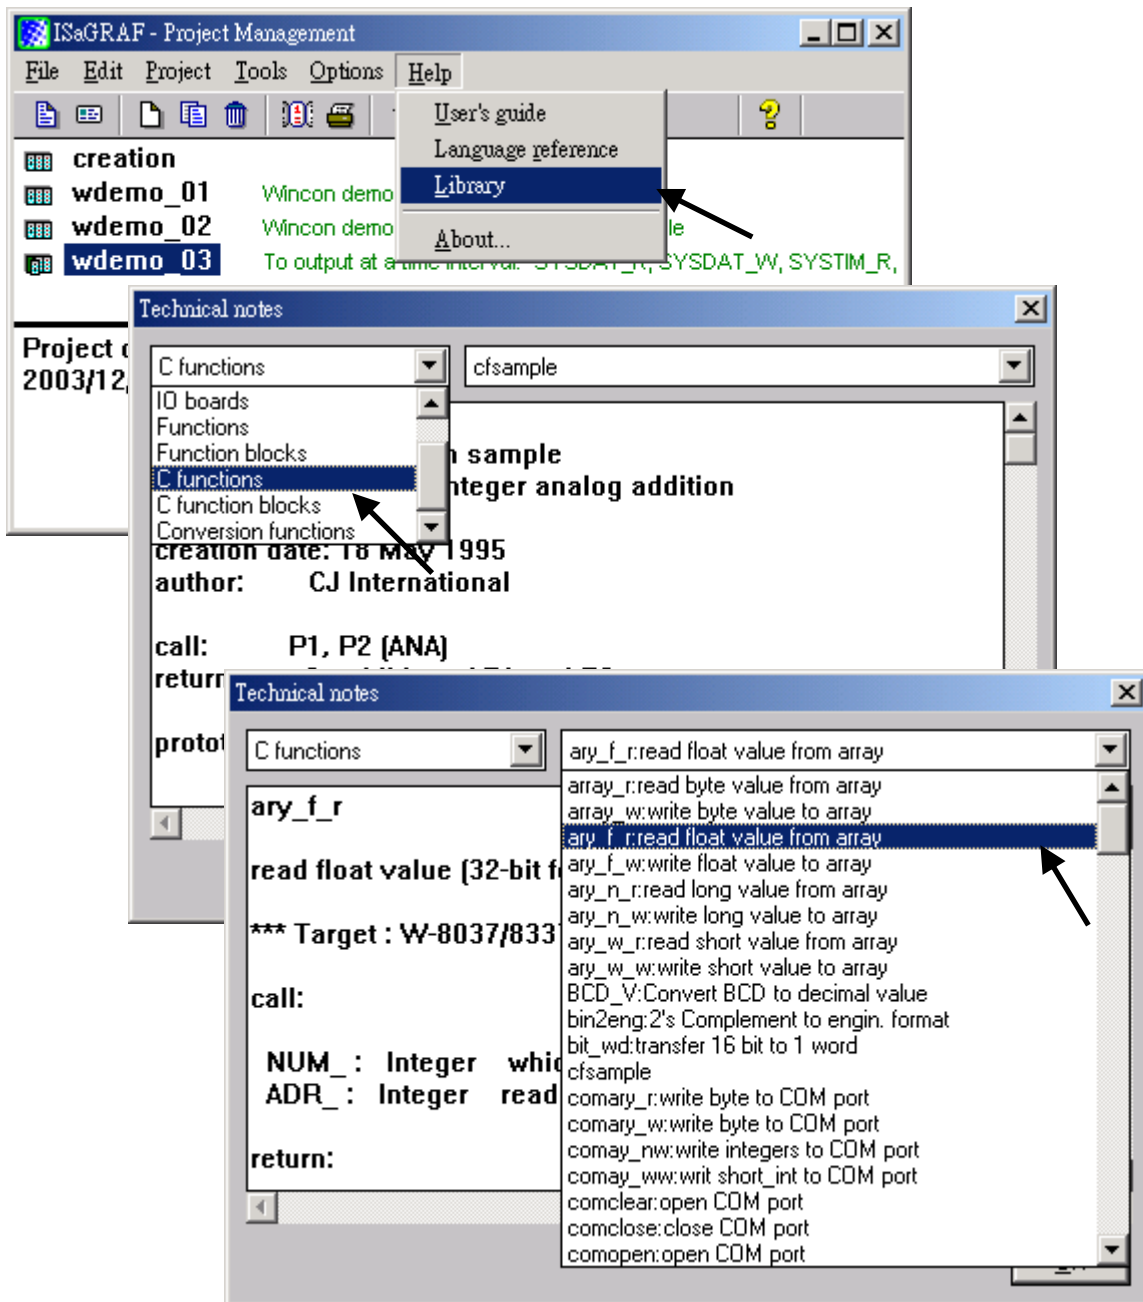 ISaGRAF - Project Management
File Edit Project Tools Options Help
User's guide
Language reference
Library
About...
creation
wdemo_01 Wincon demo
wdemo_02 Wincon demo le
wdemo_03 To output at a time interval. SYSDAT_R, SYSDAT_W, SYSTIM_R,
Project
2003/12/
Technical notes
C functions cfsample
IO boards
Functions
Function blocks
C functions
C function blocks
Conversion functions
sample
nteger analog addition
creation date: 18 May 1995
author: CJ International
call: P1, P2 (ANA)
return
protot
Technical notes
C functions ary_f_r:read float value from array
ary_f_r
read float value (32-bit f
*** Target : W-8037/8337
call:
NUM_ : Integer whic
ADR_ : Integer read
return:
array_r:read byte value from array
array_w:write byte value to array
ary_f_r:read float value from array
ary_f_w:write float value to array
ary_n_r:read long value from array
ary_n_w:write long value to array
ary_w_r:read short value from array
ary_w_w:write short value to array
BCD_V:Convert BCD to decimal value
bin2eng:2's Complement to engin. format
bit_wd:transfer 16 bit to 1 word
cfsample
comary_r:write byte to COM port
comary_w:write byte to COM port
comay_nw:write integers to COM port
comay_ww:writ short_int to COM port
comclear:open COM port
comclose:close COM port
comopen:open COM port